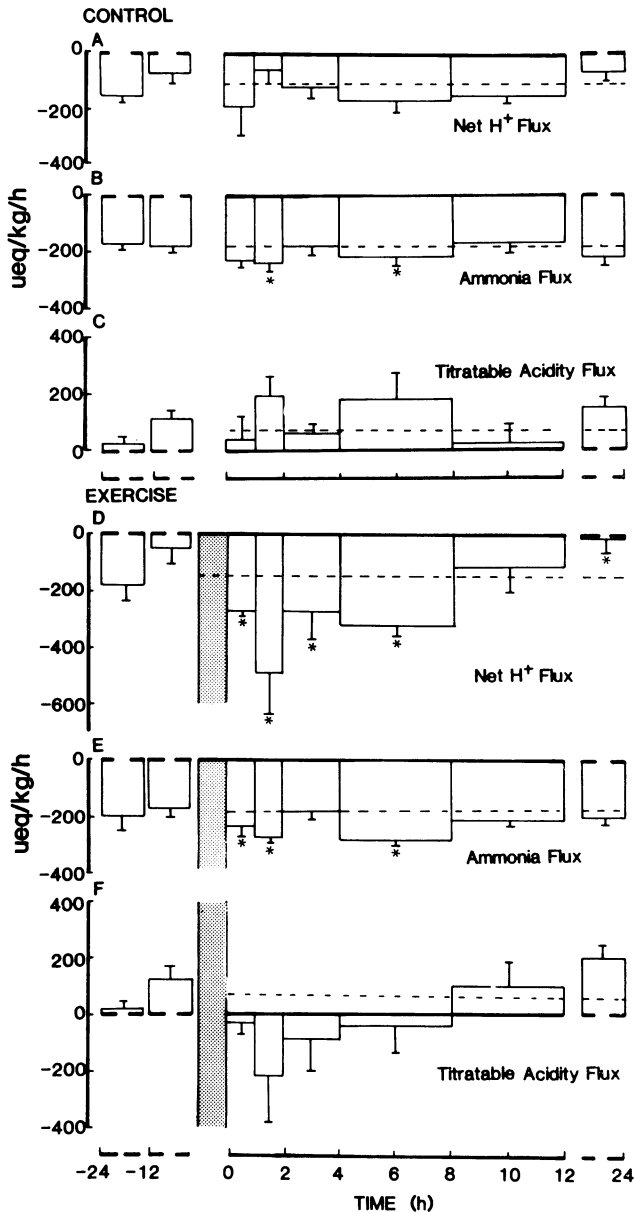 CONTROL
A
0
-200
-400
Net H+ Flux
B
0
-200
-400
Ammonia Flux
*
*
C
400
200
0
Titratable Acidity Flux
ueq/kg/h
EXERCISE
D
0
-200
-400
-600
Net H+ Flux
*
*
*
*
*
E
0
-200
-400
Ammonia Flux
*
*
*
ueq/kg/h
F
400
200
0
-200
-400
Titratable Acidity Flux
-24 -12 0 2 4 6 8 10 12 24
TIME (h)